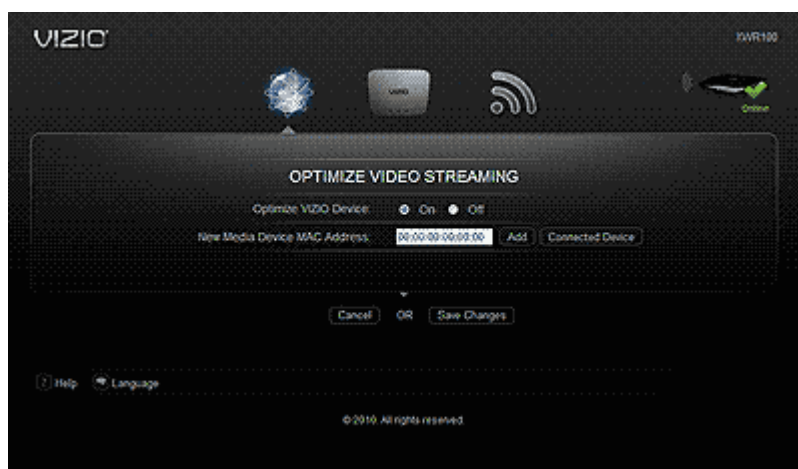 VIZIO
XWR100
VIZIO
Online
OPTIMIZE VIDEO STREAMING
Optimize VIZIO Device: On Off
New Media Device MAC Address: 00:00:00:00:00:00 Add Connected Device
Cancel OR Save Changes
? Help Language
© 2010. All rights reserved.